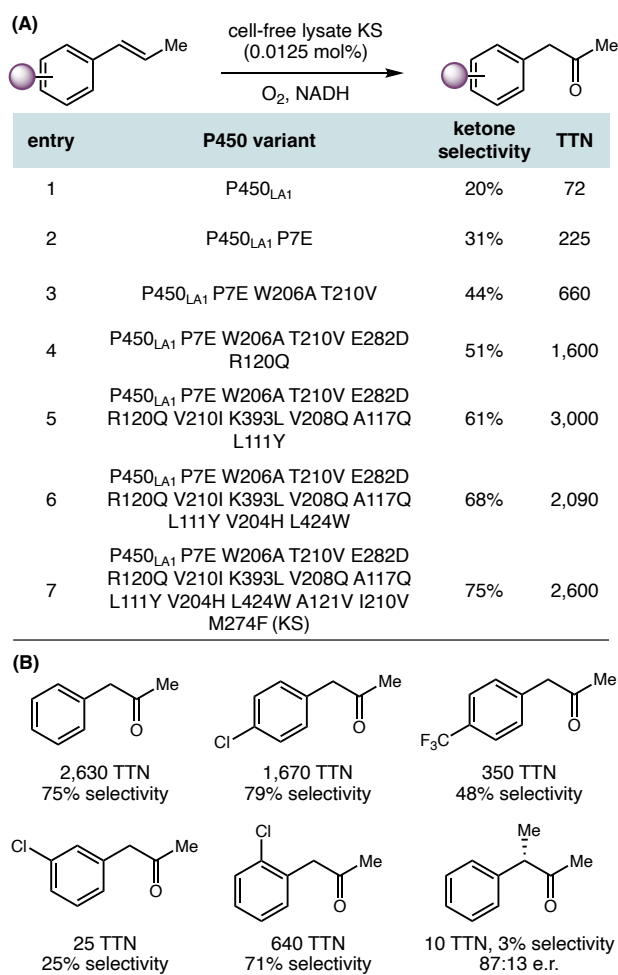 (A)
Me
cell-free lysate KS
(0.0125 mol%)
O₂, NADH
Me
O
entry P450 variant ketone selectivity TTN
1 P450LA1 20% 72
2 P450LA1 P7E 31% 225
3 P450LA1 P7E W206A T210V 44% 660
P450LA1 P7E W206A T210V E282D
4 R120Q 51% 1,600
P450LA1 P7E W206A T210V E282D
5 R120Q V210I K393L V208Q A117Q 61% 3,000
L111Y
P450LA1 P7E W206A T210V E282D
6 R120Q V210I K393L V208Q A117Q 68% 2,090
L111Y V204H L424W
P450LA1 P7E W206A T210V E282D
R120Q V210I K393L V208Q A117Q
7 L111Y V204H L424W A121V I210V 75% 2,600
M274F (KS)
(B)
Me
O
2,630 TTN
75% selectivity
Me
O
Cl
1,670 TTN
79% selectivity
Me
O
F₃C
350 TTN
48% selectivity
Cl
Me
O
25 TTN
25% selectivity
Cl
Me
O
640 TTN
71% selectivity
Me
Me
O
10 TTN, 3% selectivity
87:13 e.r.